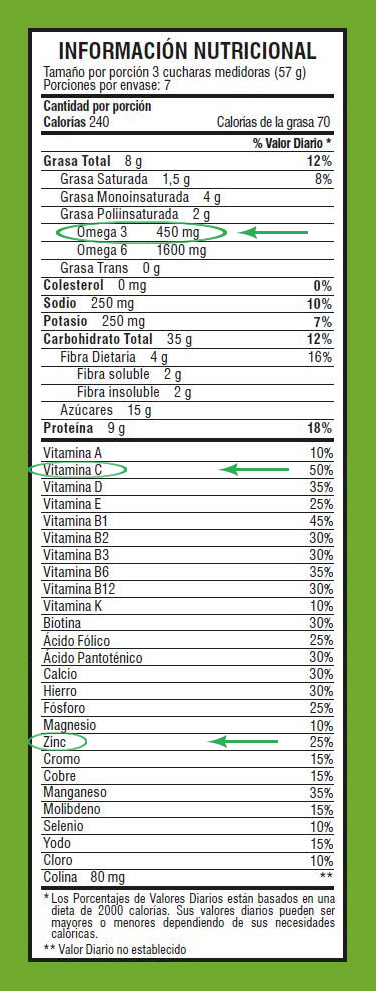 INFORMACIÓN NUTRICIONAL
Tamaño por porción 3 cucharas medidoras (57 g)
Porciones por envase: 7
Cantidad por porción
Calorías 240 Calorías de la grasa 70
% Valor Diario *
Grasa Total 8 g 12%
Grasa Saturada 1,5 g 8%
Grasa Monoinsaturada 4 g
Grasa Poliinsaturada 2 g
Omega 3 450 mg
Omega 6 1600 mg
Grasa Trans 0 g
Colesterol 0 mg 0%
Sodio 250 mg 10%
Potasio 250 mg 7%
Carbohidrato Total 35 g 12%
Fibra Dietaria 4 g 16%
Fibra soluble 2 g
Fibra insoluble 2 g
Azúcares 15 g
Proteína 9 g 18%
Vitamina A 10%
Vitamina C 50%
Vitamina D 35%
Vitamina E 25%
Vitamina B1 45%
Vitamina B2 30%
Vitamina B3 30%
Vitamina B6 35%
Vitamina B12 30%
Vitamina K 10%
Biotina 30%
Ácido Fólico 25%
Ácido Pantoténico 30%
Calcio 30%
Hierro 30%
Fósforo 25%
Magnesio 10%
Zinc 25%
Cromo 15%
Cobre 15%
Manganeso 35%
Molibdeno 15%
Selenio 10%
Yodo 15%
Cloro 10%
Colina 80 mg **
* Los Porcentajes de Valores Diarios están basados en una
dieta de 2000 calorías. Sus valores diarios pueden ser
mayores o menores dependiendo de sus necesidades
calóricas.
** Valor Diario no establecido